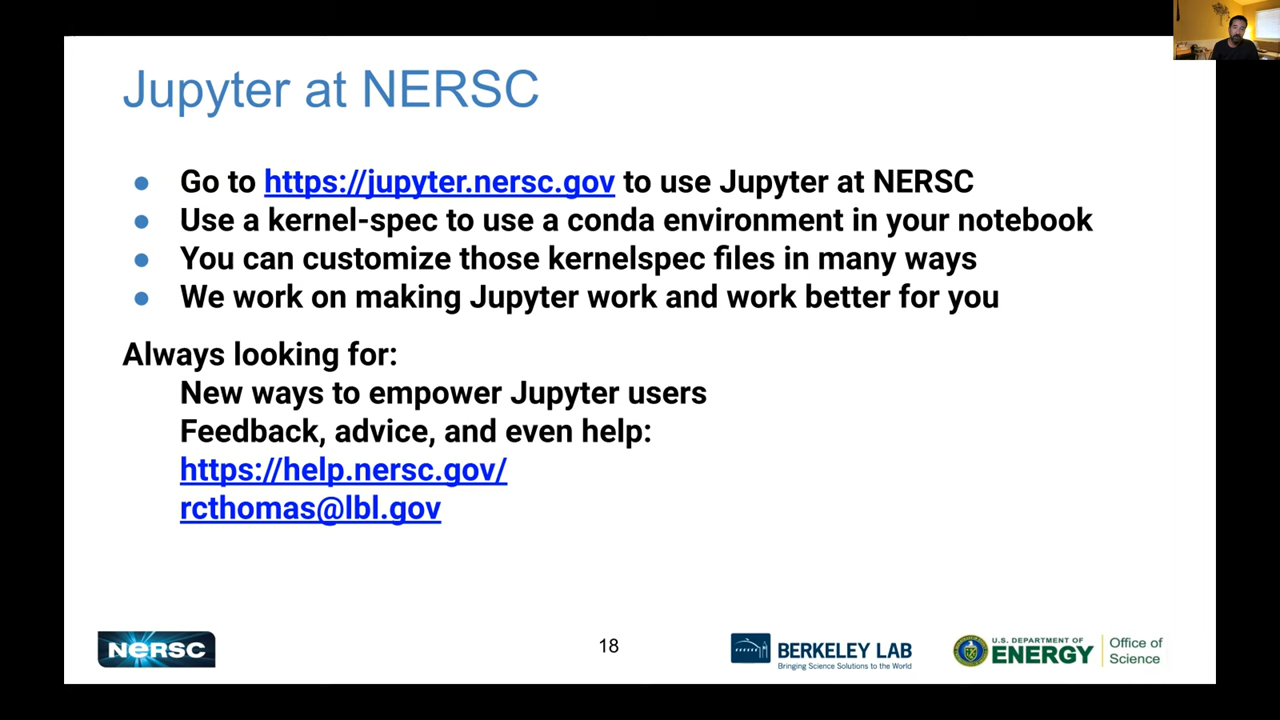 Jupyter at NERSC
● Go to https://jupyter.nersc.gov to use Jupyter at NERSC
● Use a kernel-spec to use a conda environment in your notebook
● You can customize those kernelspec files in many ways
● We work on making Jupyter work and work better for you
Always looking for:
New ways to empower Jupyter users
Feedback, advice, and even help:
https://help.nersc.gov/
rcthomas@lbl.gov
NERSC
18
BERKELEY LAB
Bringing Science Solutions to the World
U.S. DEPARTMENT OF
ENERGY
Office of
Science